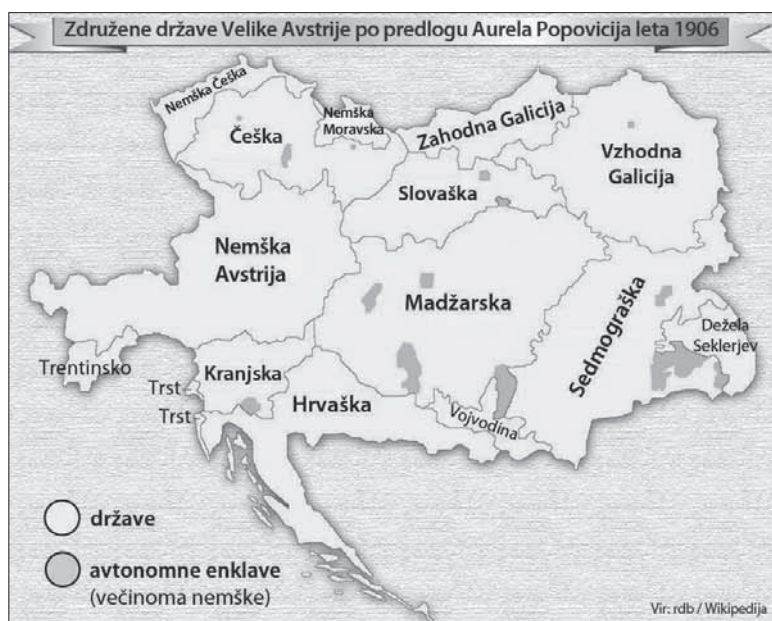 Združene države Velike Avstrije po predlogu Aurela Popovicija leta 1906
Nemška Češka
Češka
Nemška
Moravska
Zahodna Galicija
Vzhodna
Galicija
Slovaška
Nemška
Avstrija
Madžarska
Sedmograška
Dežela
Seklerjev
Trentinsko
Kranjska
Trst
Trst
Hrvaška
Vojvodina
države
avtonomne enklave
(večinoma nemške)
Vir: rdb / Wikipedija